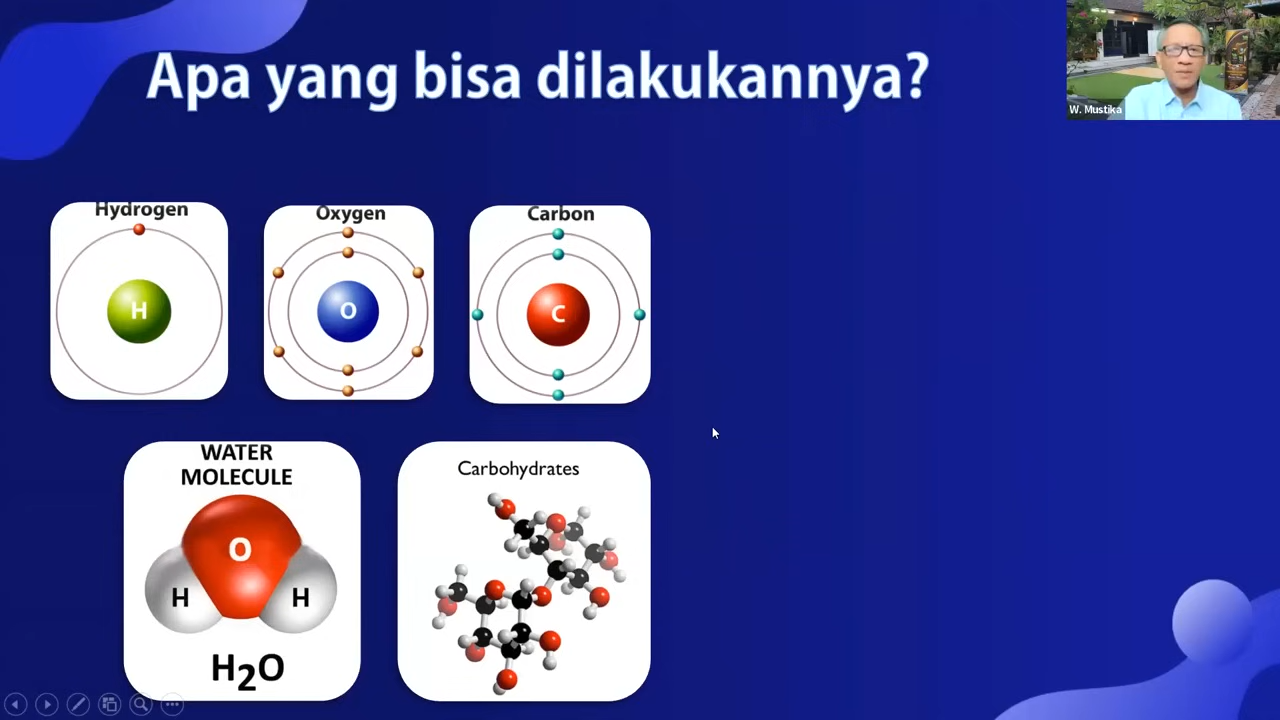 Apa yang bisa dilakukannya?
W. Mustika
Hydrogen
H
Oxygen
O
Carbon
C
WATER
MOLECULE
O
H H
H2O
Carbohydrates